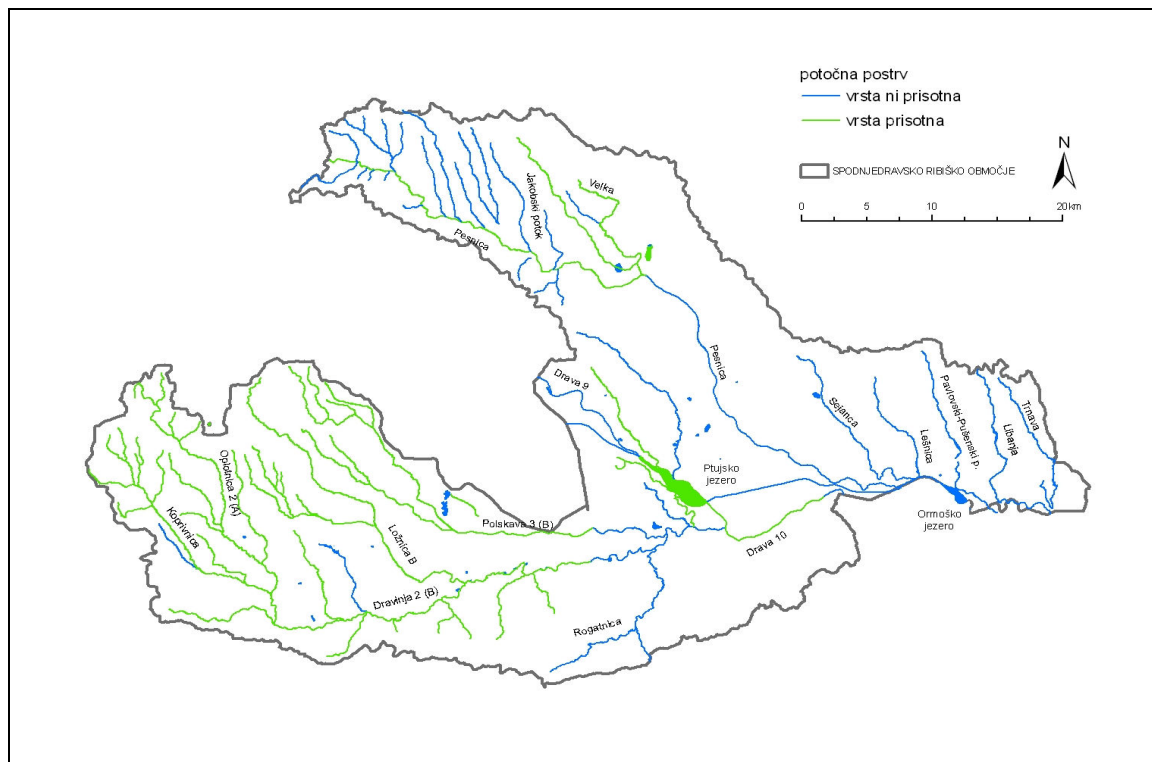 potočna postrv
vrsta ni prisotna
vrsta prisotna
SPODNJEDRAVSKO RIBIŠKO OBMOČJE
N
0 5 10 20 km
Velka
Jakobski potok
Pesnica
Pesnica
Drava 9
Sejanca
Lešnica
Pavlovski-Pušenski p.
Libanja
Trnava
Ptujsko
jezero
Ormoško
jezero
Oplotnica 2 (A)
Koprivnica
Ložnica B
Polskava 3 (B)
Drava 10
Dravinja 2 (B)
Rogatnica